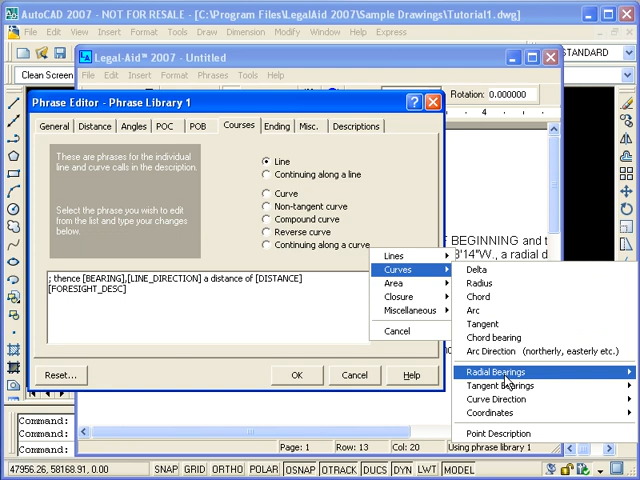 AutoCAD 2007 - NOT FOR RESALE - [C:\Program Files\LegalAid 2007\Sample Drawings\Tutorial1.dwg]
File Edit View Insert Format Tools Draw Dimension Modify Window Help Express
STANDARD
Clean Screen
Legal-Aid™ 2007 - Untitled
File Edit Insert Format Phrases Tools Help
Rotation: 0.000000
4
Phrase Editor - Phrase Library 1
General Distance Angles POC POB Courses Ending Misc. Descriptions
These are phrases for the individual
line and curve calls in the description.
Select the phrase you wish to edit
from the list and type your changes
below.
Line
Continuing along a line
Curve
Non-tangent curve
Compound curve
Reverse curve
Continuing along a curve
; thence [BEARING],[LINE_DIRECTION] a distance of [DISTANCE]
[FORESIGHT_DESC]
Reset...
OK
Cancel
Help
BEGINNING and t
8'14"W., a radial d
Lines
Curves
Area
Closure
Miscellaneous
Cancel
Delta
Radius
Chord
Arc
Tangent
Chord bearing
Arc Direction (northerly, easterly etc.)
Radial Bearings
Tangent Bearings
Curve Direction
Coordinates
Point Description
Page: 1 Row: 13 Col: 20 Using phrase library 1
Command:
Command:
Command:
47956.26, 58168.91, 0.00 SNAP GRID ORTHO POLAR OSNAP OTRACK DUCS DYN LWT MODEL